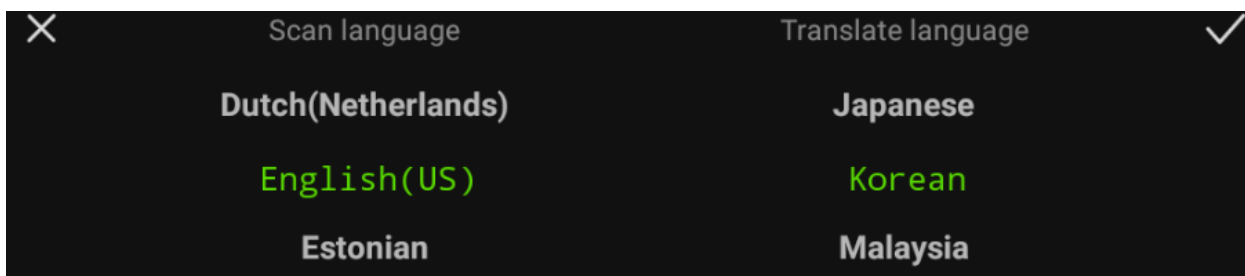 Scan language Translate language
Dutch(Netherlands) Japanese
English(US) Korean
Estonian Malaysia